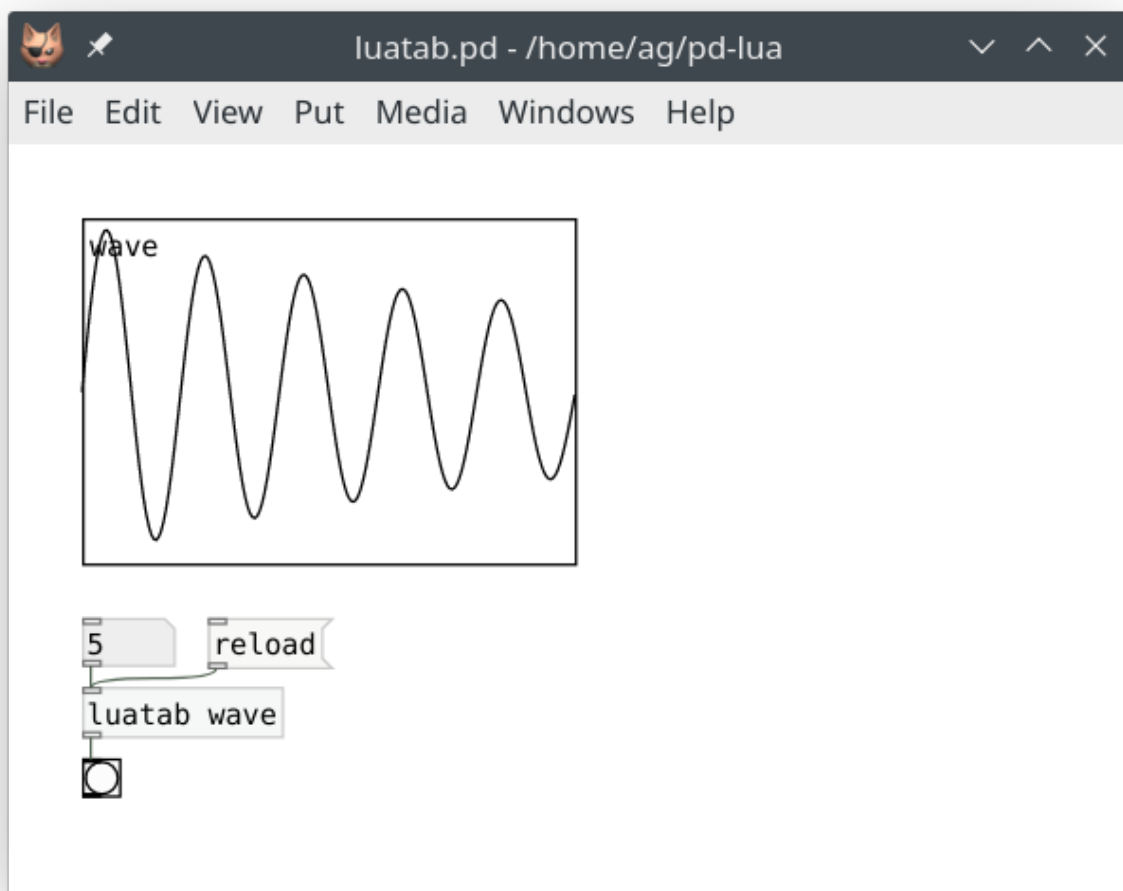 luatab.pd - /home/ag/pd-lua
File Edit View Put Media Windows Help
wave
5 reload
luatab wave